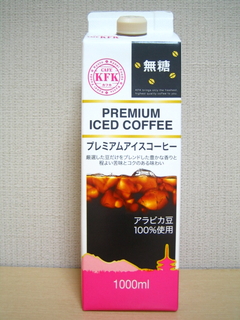 CAFE
KFK
無糖
PREMIUM
ICED COFFEE
プレミアムアイスコーヒー
厳選した豆だけをブレンドした豊かな香りと
程よい苦味とコクのある味わい
アラビカ豆
100%使用
1000ml